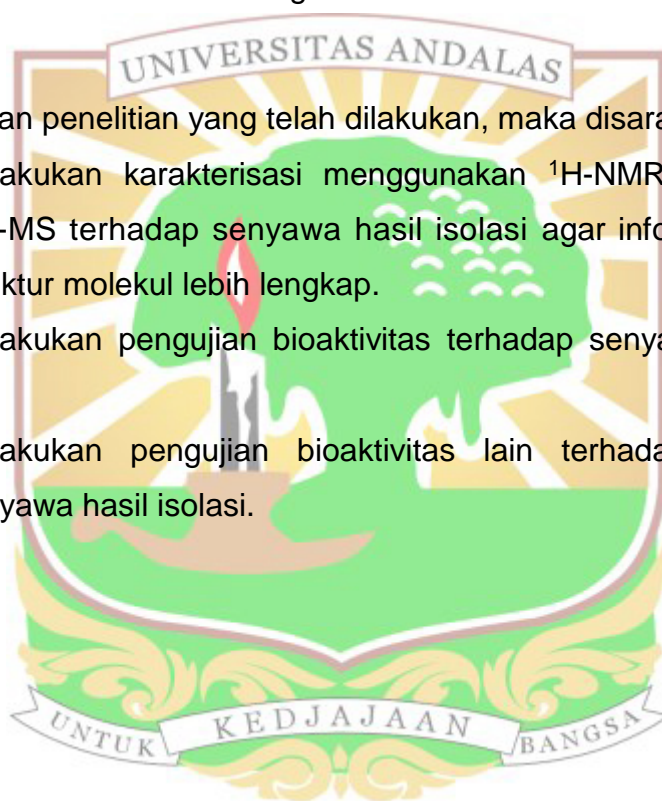 UNIVERSITAS ANDALAS
an penelitian yang telah dilakukan, maka disara
akukan karakterisasi menggunakan ¹H-NMR
-MS terhadap senyawa hasil isolasi agar info
ktur molekul lebih lengkap.
akukan pengujian bioaktivitas terhadap senya
akukan pengujian bioaktivitas lain terhada
yawa hasil isolasi.
UNTUK KEDJAJAAN BANGSA